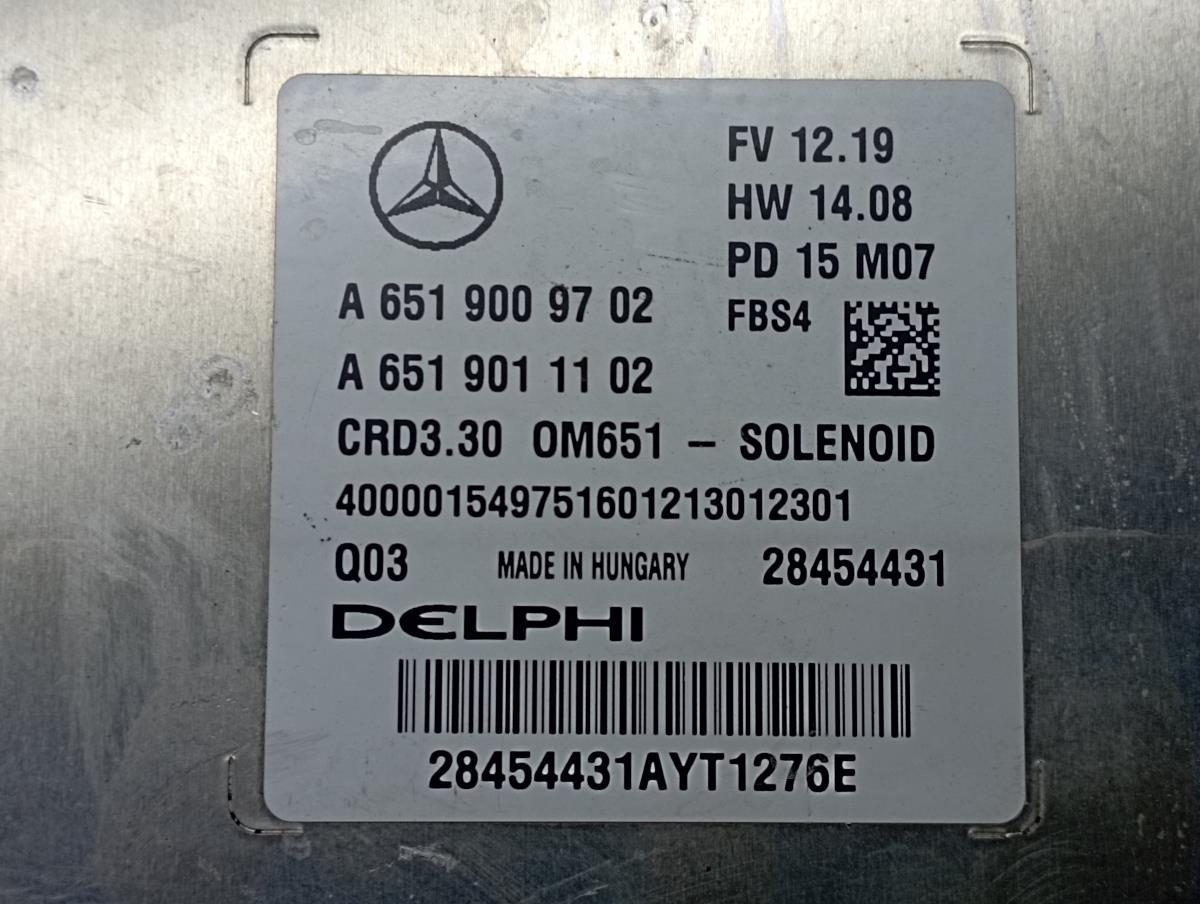 FV 12.19
HW 14.08
PD 15 M07
FBS4
A 651 900 97 02
A 651 901 11 02
CRD3.30 OM651 – SOLENOID
400001549751601213012301
Q03 MADE IN HUNGARY 28454431
DELPHI
28454431AYT1276E